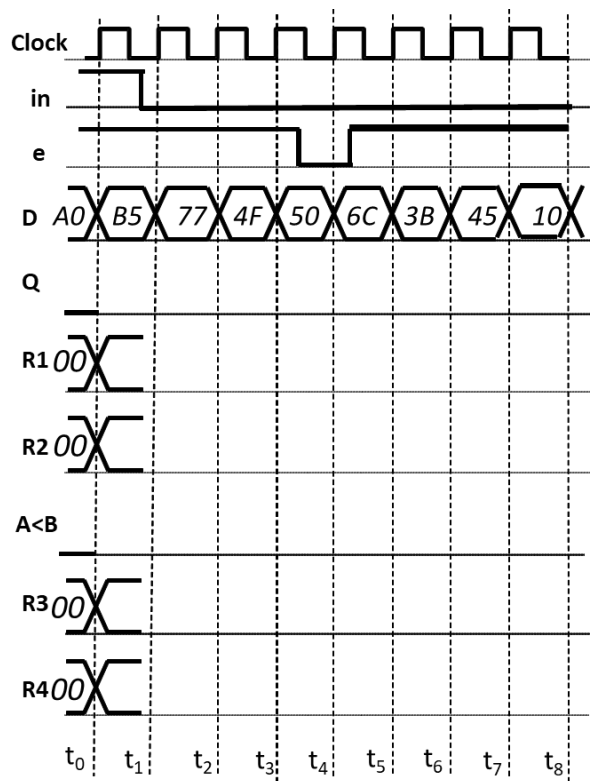 Clock
in
e
D A0 B5 77 4F 50 6C 3B 45 10
Q
R1 00
R2 00
A<B
R3 00
R4 00
t0 t1 t2 t3 t4 t5 t6 t7 t8